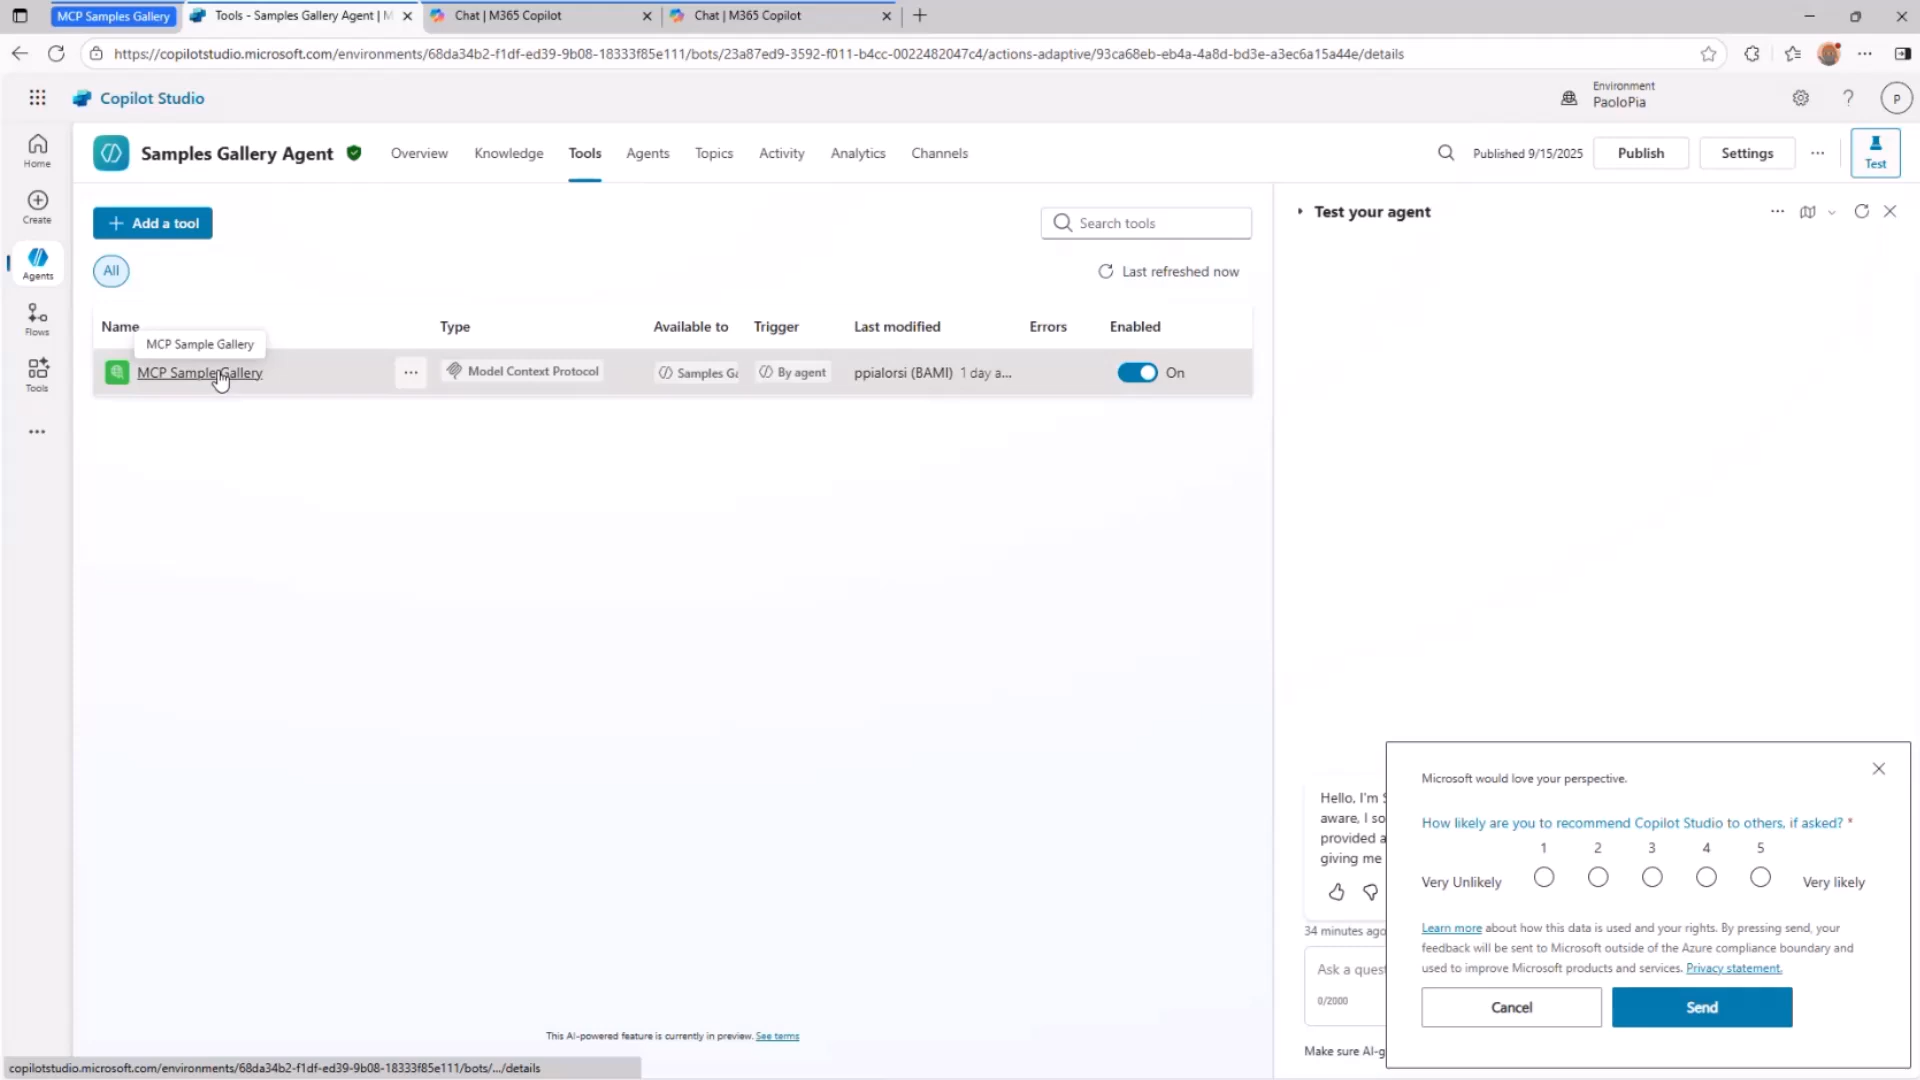 MCP Samples Gallery
Tools - Samples Gallery Agent | M
Chat | M365 Copilot
Chat | M365 Copilot
https://copilotstudio.microsoft.com/environments/68da34b2-f1df-ed39-9b08-18333f85e111/bots/23a87ed9-3592-f011-b4cc-0022482047c4/actions-adaptive/93ca68eb-eb4a-4a8d-bd3e-a3ec6a15a44e/details
Copilot Studio
Environment
PaoloPia
P
Home
Create
Agents
Flows
Tools
Samples Gallery Agent
Overview
Knowledge
Tools
Agents
Topics
Activity
Analytics
Channels
Published 9/15/2025
Publish
Settings
Test
Add a tool
Search tools
All
Last refreshed now
Name
Type
Available to
Trigger
Last modified
Errors
Enabled
MCP Sample Gallery
MCP Sample Gallery
Model Context Protocol
Samples Ga
By agent
ppialorsi (BAMI) 1 day a...
On
This AI-powered feature is currently in preview. See terms
copilotstudio.microsoft.com/environments/68da34b2-f1df-ed39-9b08-18333f85e111/bots/.../details
Test your agent
Hello, I'm S
aware, I so
provided a
giving me
34 minutes ago
Ask a quest
0/2000
Make sure AI-g
Microsoft would love your perspective.
How likely are you to recommend Copilot Studio to others, if asked? *
1 2 3 4 5
Very Unlikely
Very likely
Learn more about how this data is used and your rights. By pressing send, your
feedback will be sent to Microsoft outside of the Azure compliance boundary and
used to improve Microsoft products and services. Privacy statement.
Cancel
Send